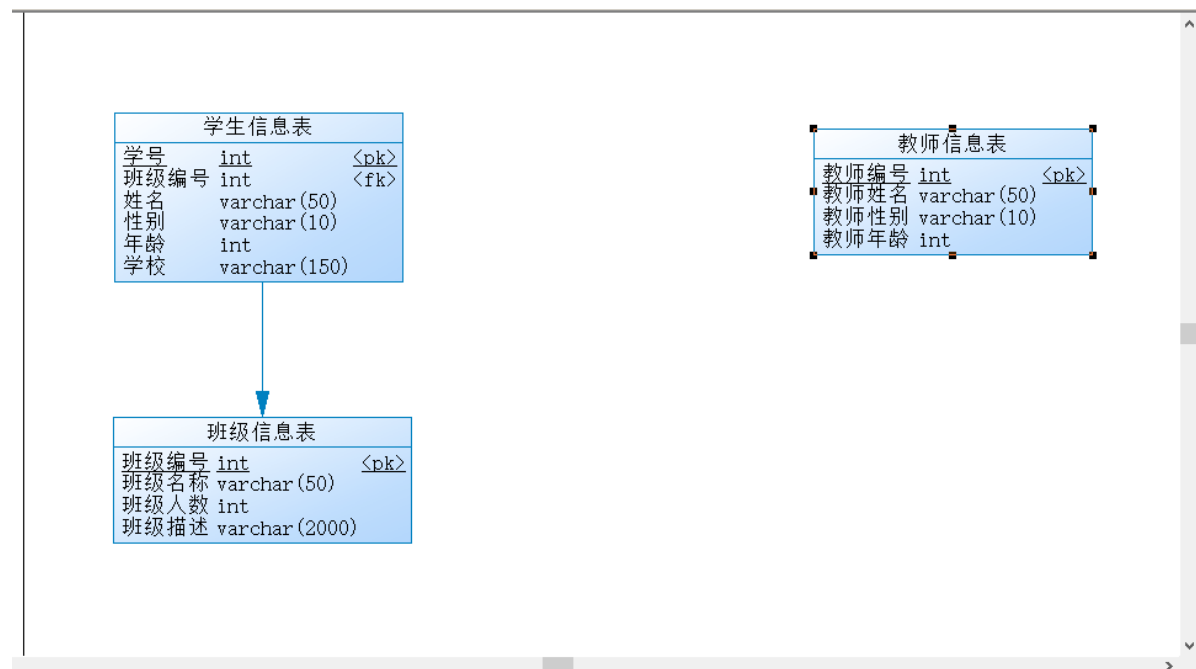 学生信息表
学号 int <pk>
班级编号 int <fk>
姓名 varchar(50)
性别 varchar(10)
年龄 int
学校 varchar(150)
教师信息表
教师编号 int <pk>
教师姓名 varchar(50)
教师性别 varchar(10)
教师年龄 int
班级信息表
班级编号 int <pk>
班级名称 varchar(50)
班级人数 int
班级描述 varchar(2000)